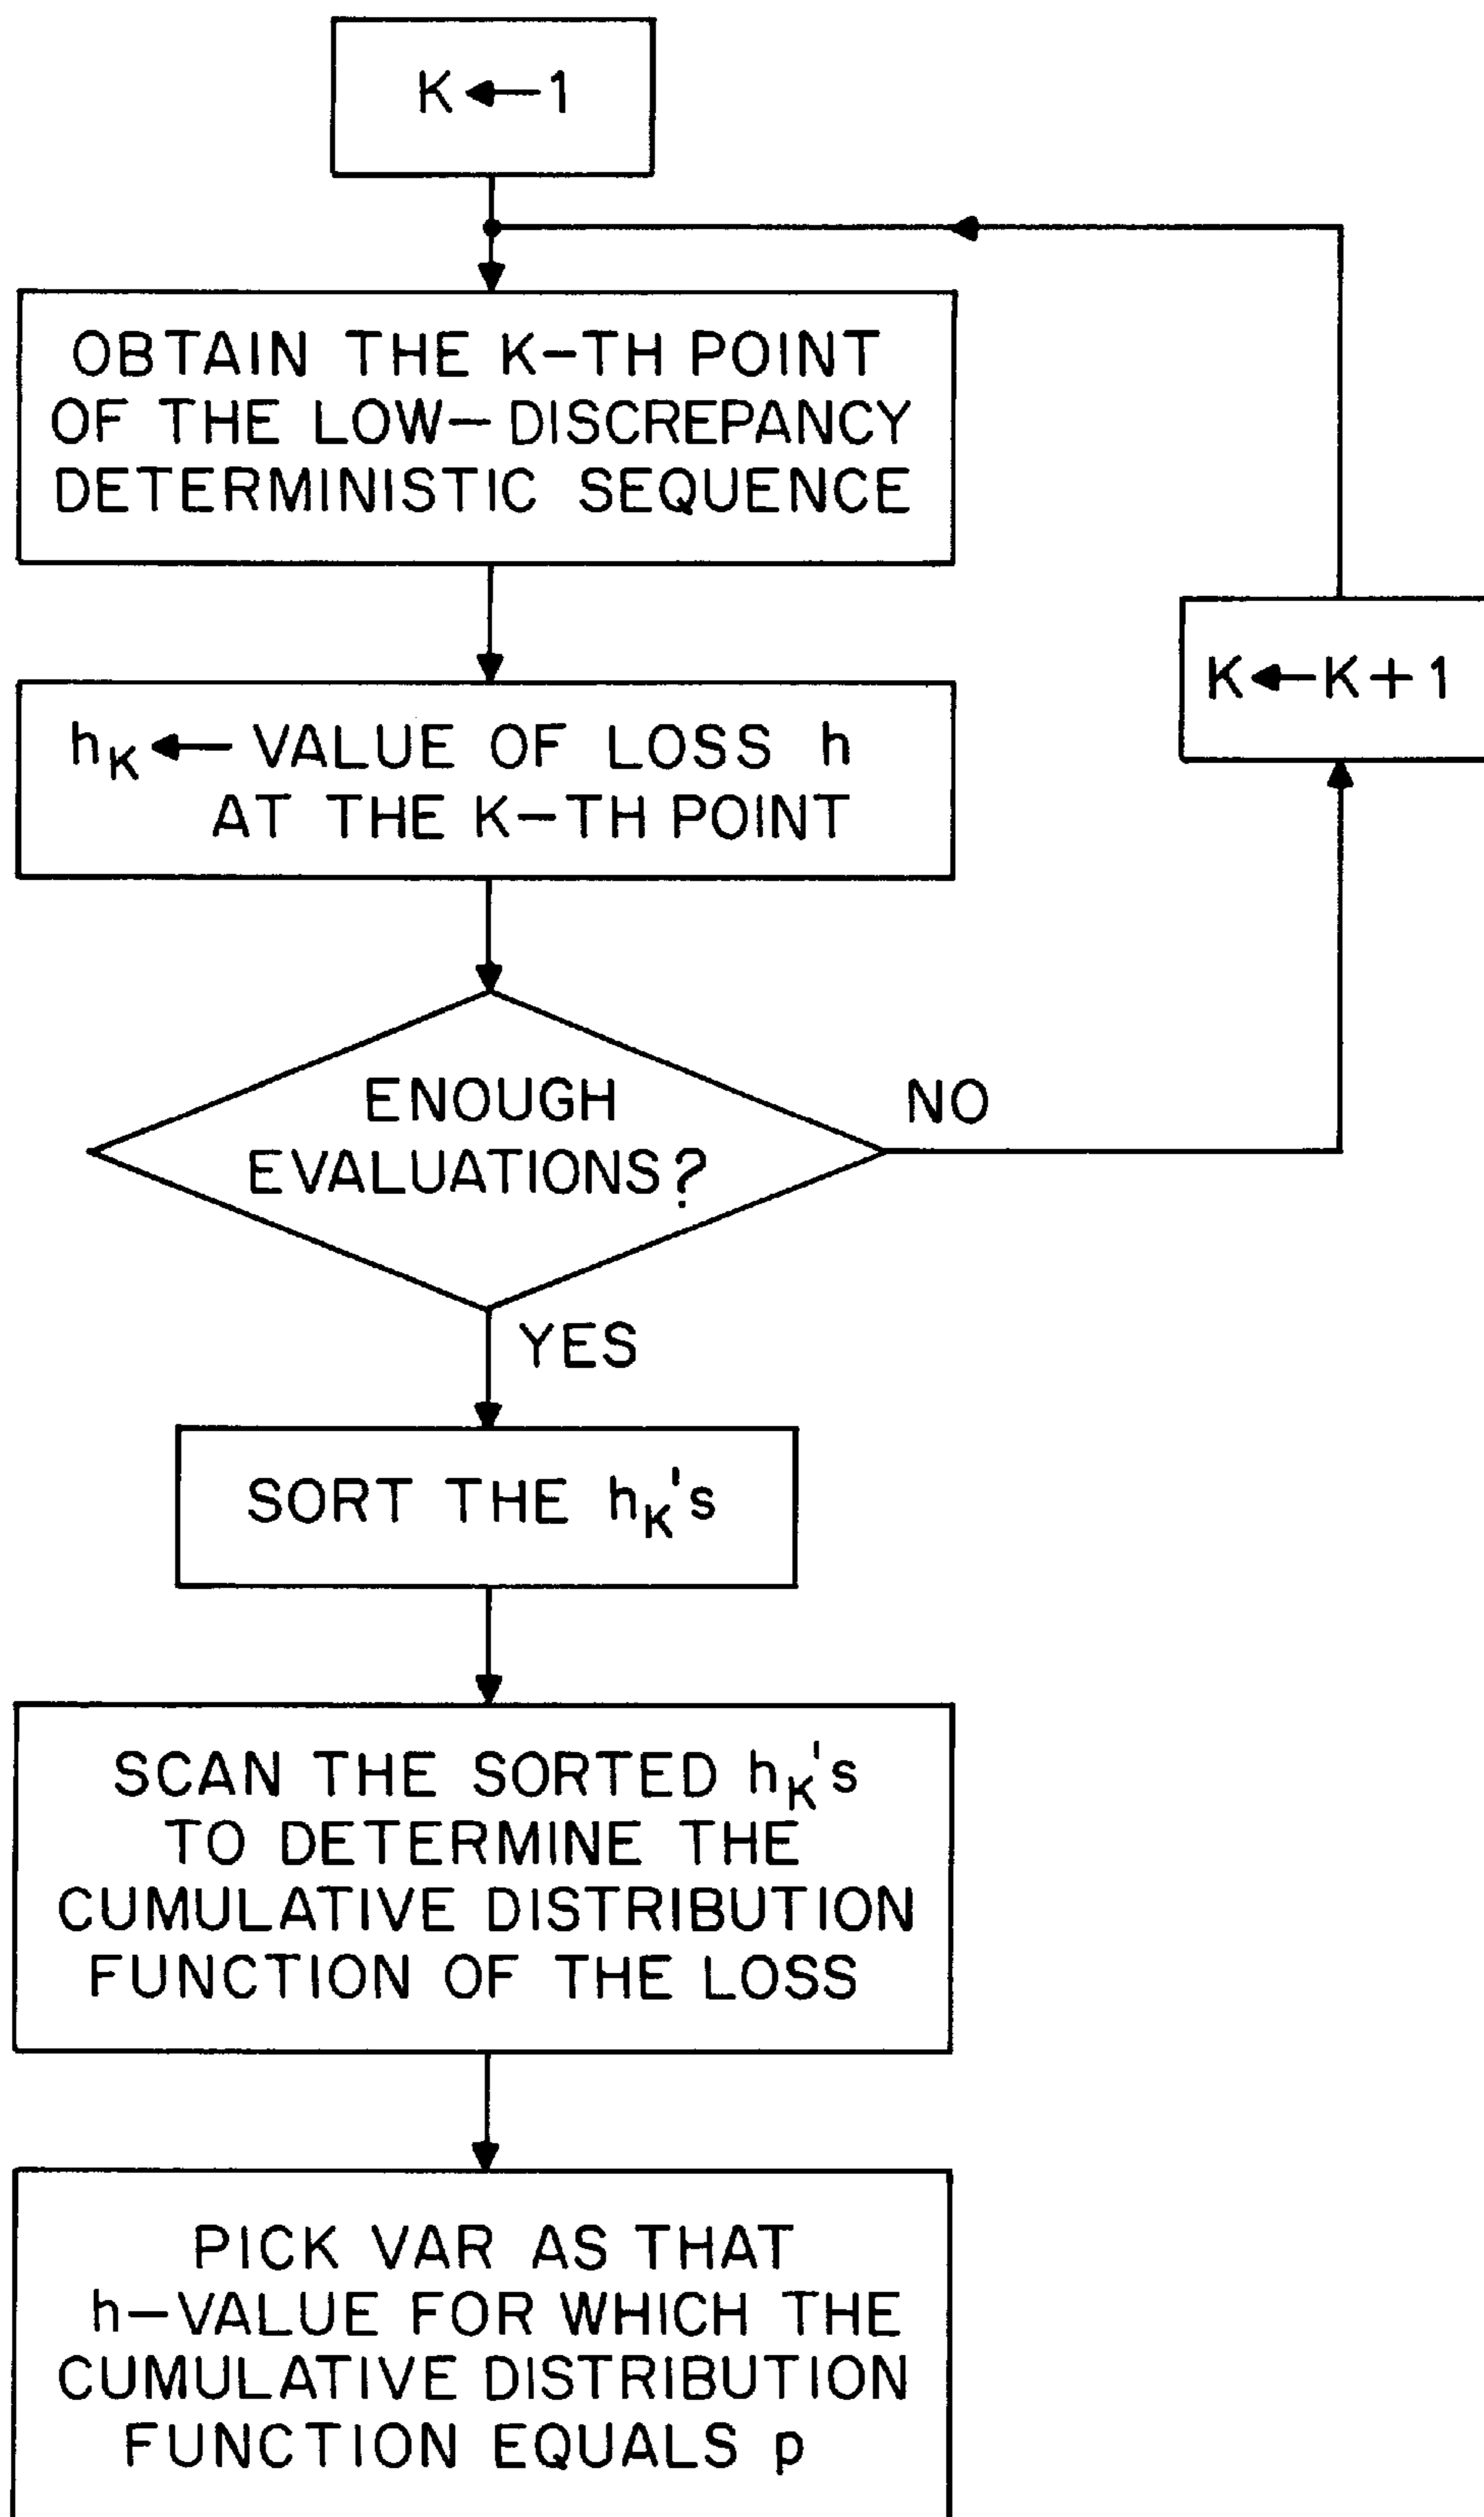 K←1
OBTAIN THE K-TH POINT
OF THE LOW-DISCREPANCY
DETERMINISTIC SEQUENCE
K←K+1
hK←VALUE OF LOSS h
AT THE K-TH POINT
ENOUGH
EVALUATIONS?
NO
YES
SORT THE hK's
SCAN THE SORTED hK's
TO DETERMINE THE
CUMULATIVE DISTRIBUTION
FUNCTION OF THE LOSS
PICK VAR AS THAT
h-VALUE FOR WHICH THE
CUMULATIVE DISTRIBUTION
FUNCTION EQUALS p